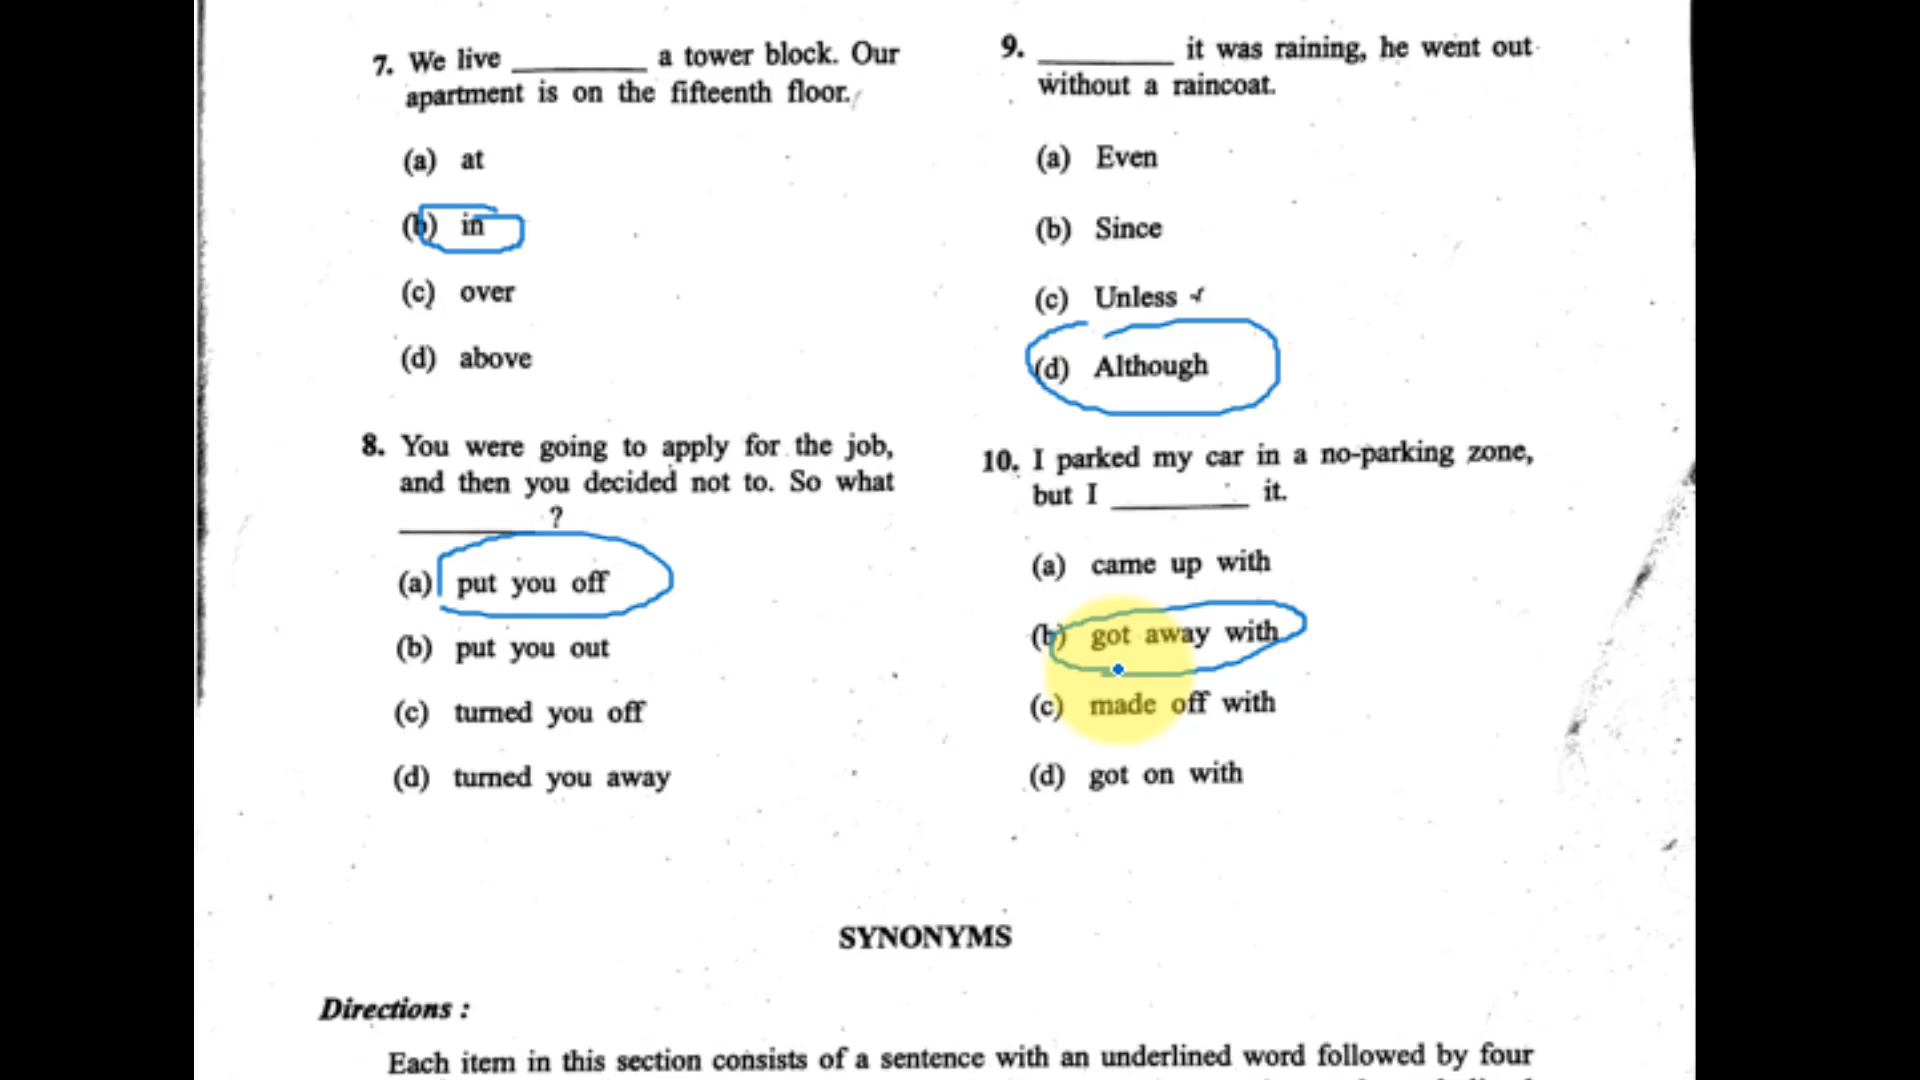 7. We live __________ a tower block. Our
apartment is on the fifteenth floor.
(a) at
(b) in
(c) over
(d) above
8. You were going to apply for the job,
and then you decided not to. So what
__________ ?
(a) put you off
(b) put you out
(c) turned you off
(d) turned you away
9. __________ it was raining, he went out
without a raincoat.
(a) Even
(b) Since
(c) Unless
(d) Although
10. I parked my car in a no-parking zone,
but I __________ it.
(a) came up with
(b) got away with
(c) made off with
(d) got on with
SYNONYMS
Directions :
Each item in this section consists of a sentence with an underlined word followed by four